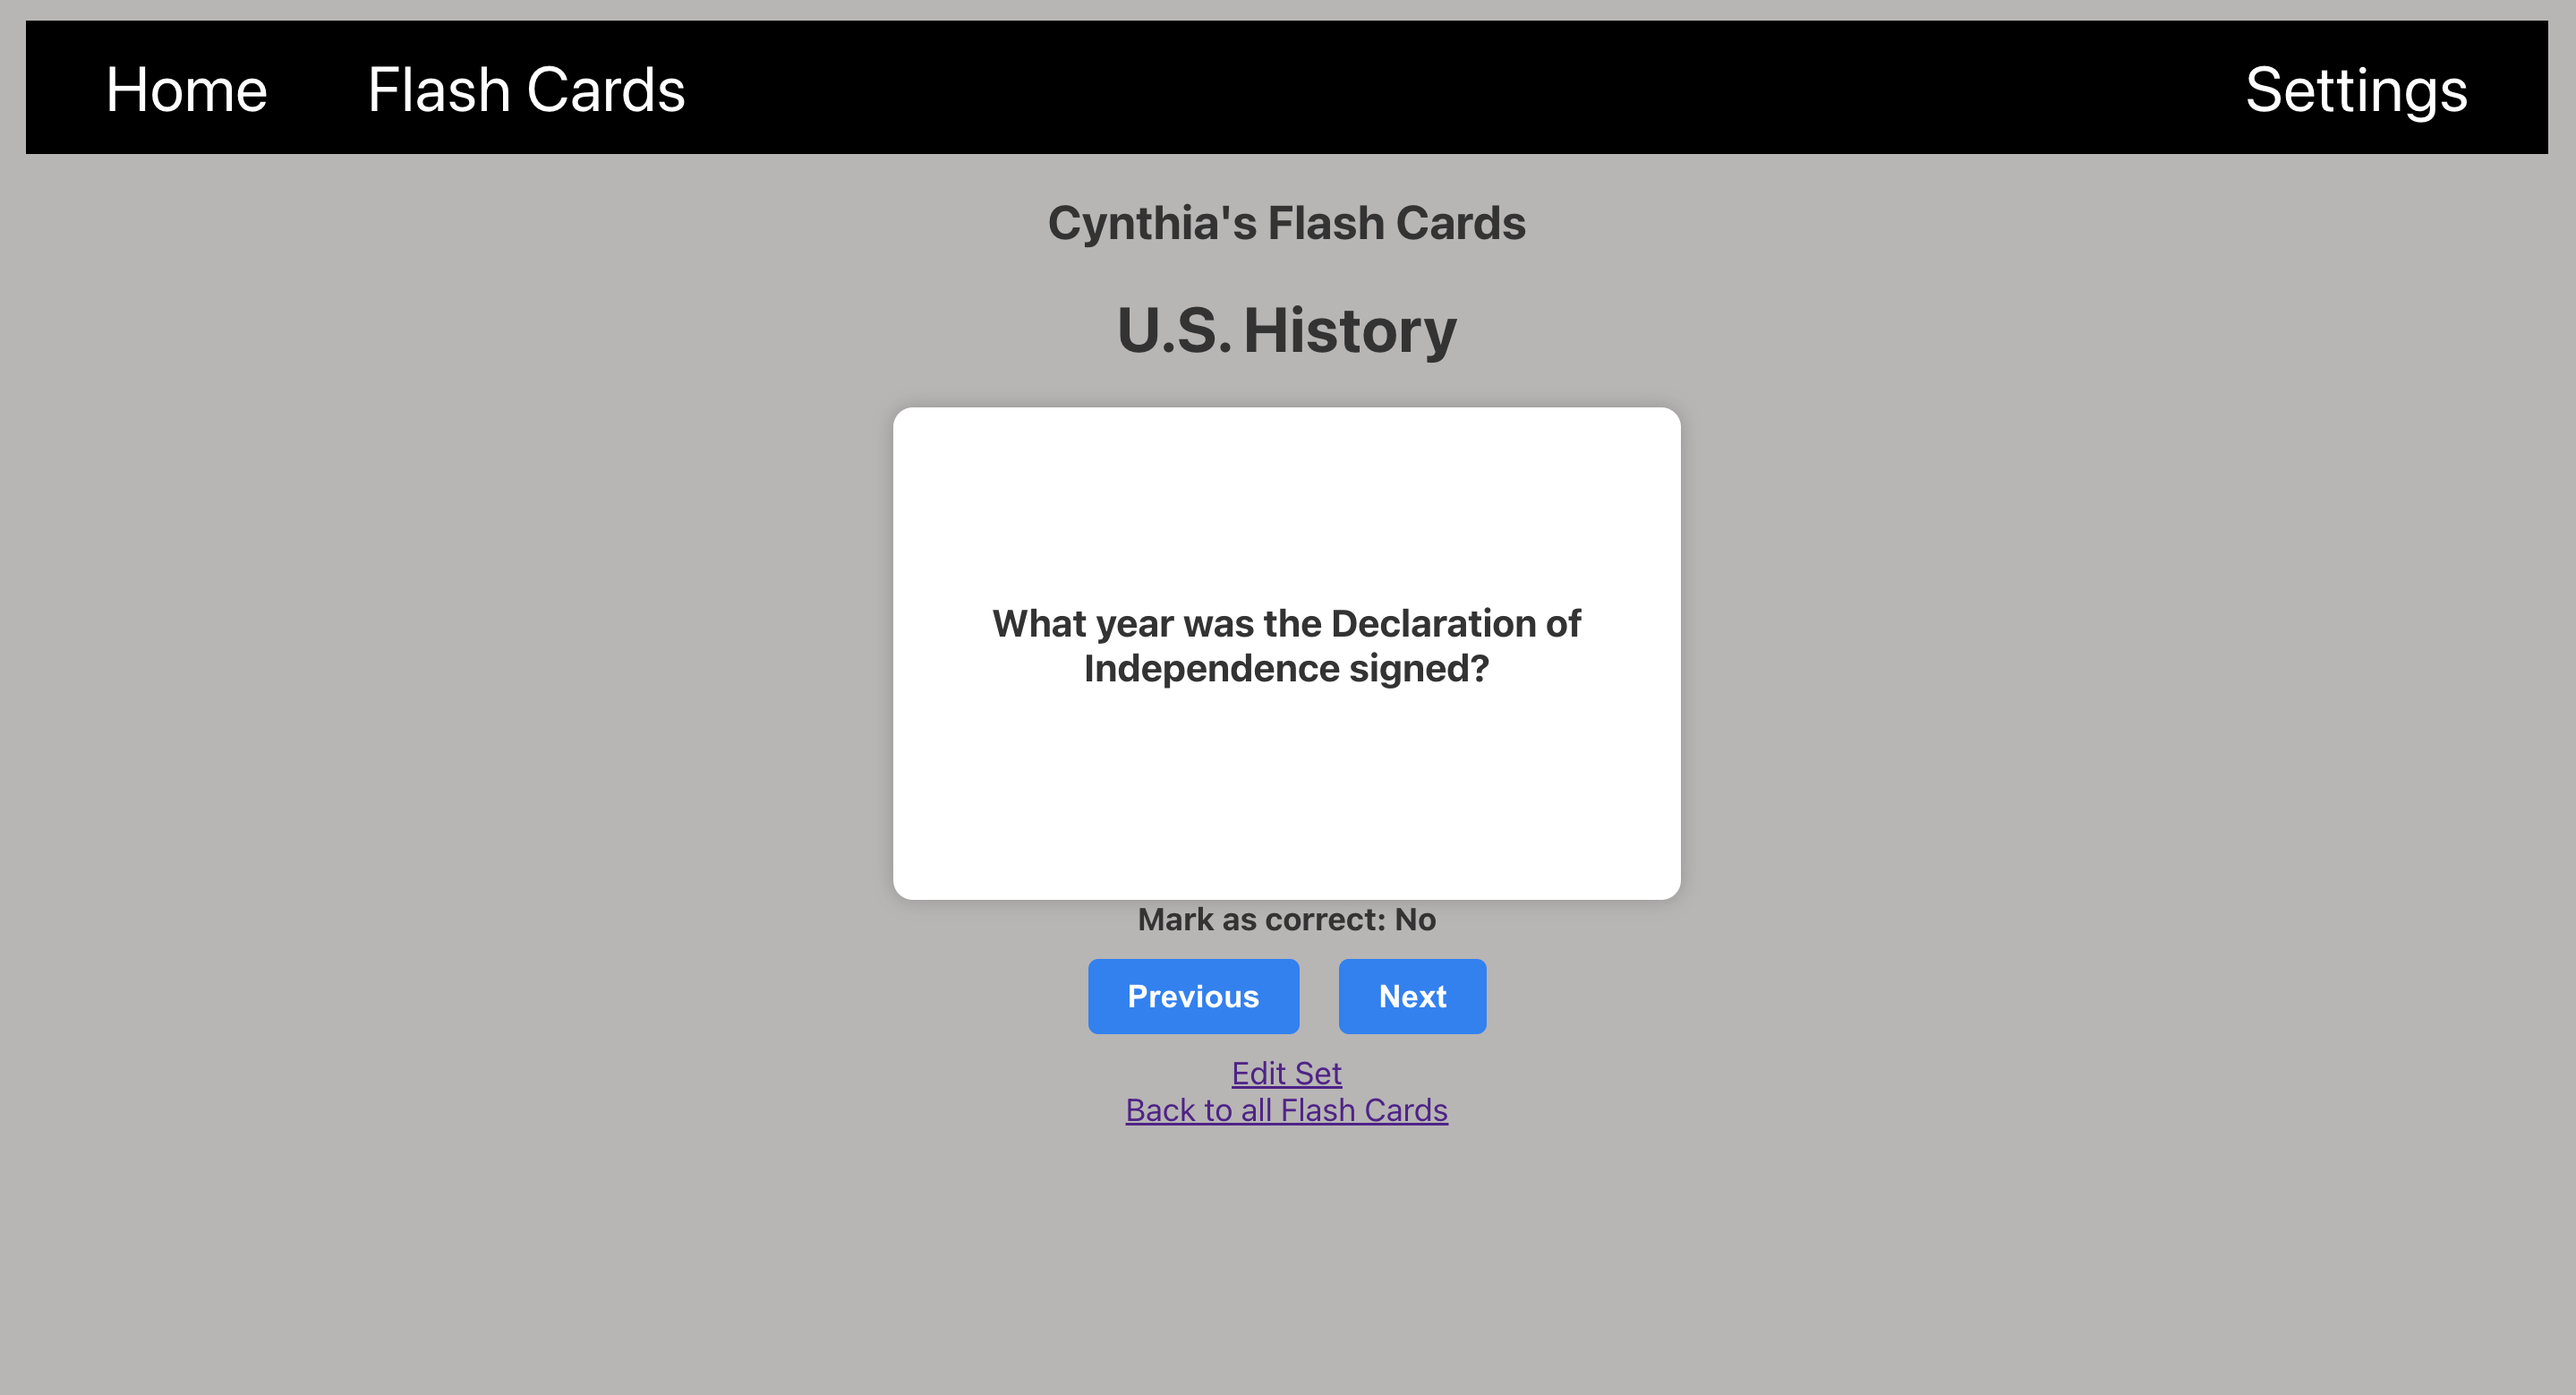 Home Flash Cards Settings
Cynthia's Flash Cards
U.S. History
What year was the Declaration of
Independence signed?
Mark as correct: No
Previous Next
Edit Set
Back to all Flash Cards